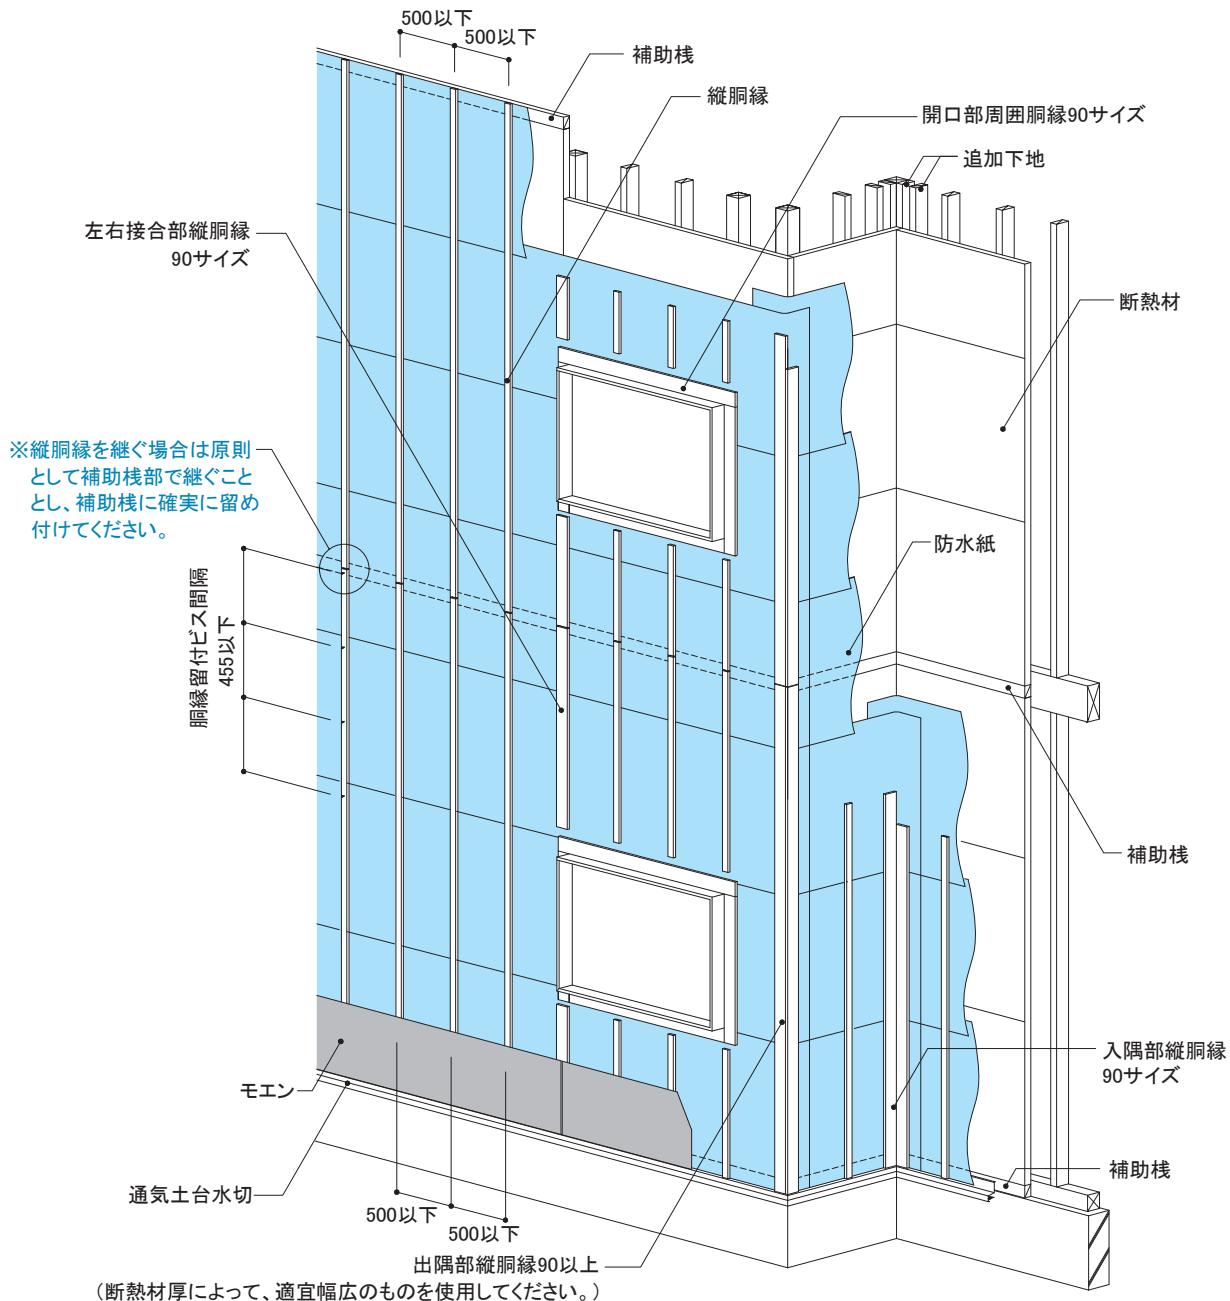 500以下
500以下
補助桟
縦胴縁
開口部周囲胴縁90サイズ
追加下地
左右接合部縦胴縁
90サイズ
断熱材
※縦胴縁を継ぐ場合は原則
として補助桟部で継ぐこと
とし、補助桟に確実に留め
付けてください。
防水紙
胴縁留付ビス間隔
455以下
補助桟
入隅部縦胴縁
90サイズ
モエン
補助桟
通気土台水切
500以下
500以下
出隅部縦胴縁90以上
（断熱材厚によって、適宜幅広のものを使用してください。）